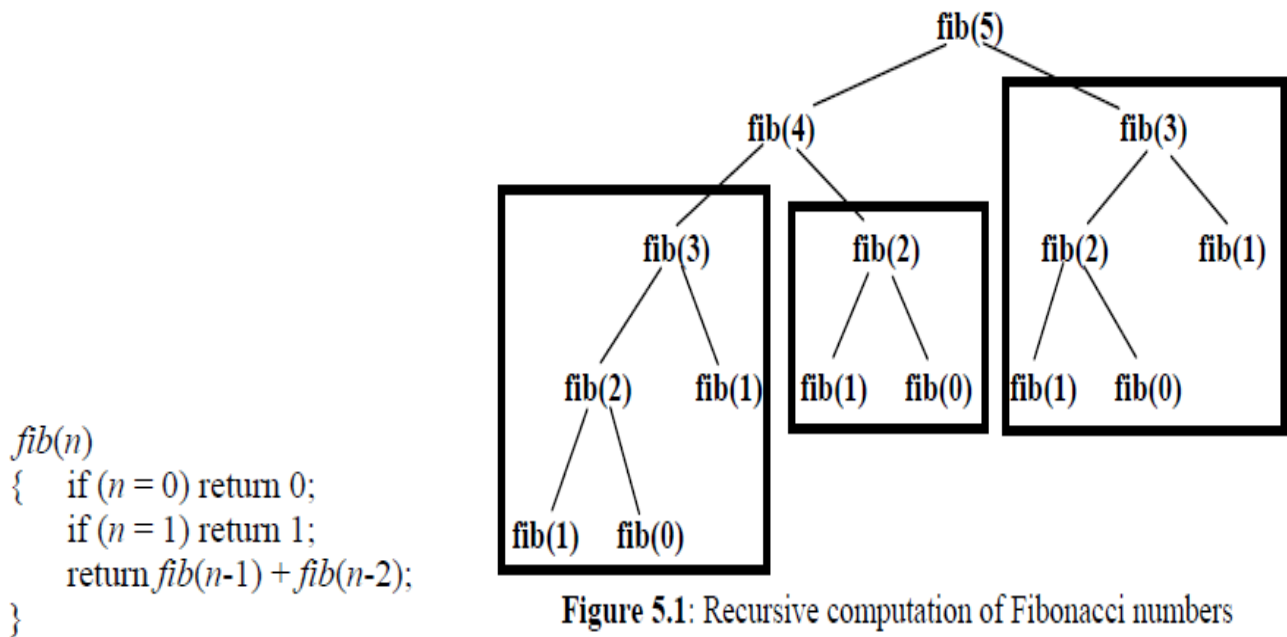 fib(5)
fib(4) fib(3)
fib(3) fib(2) fib(2) fib(1)
fib(2) fib(1) fib(1) fib(0) fib(1) fib(0)
fib(1) fib(0)
fib(n)
{ if (n = 0) return 0;
if (n = 1) return 1;
return fib(n-1) + fib(n-2);
}
Figure 5.1: Recursive computation of Fibonacci numbers